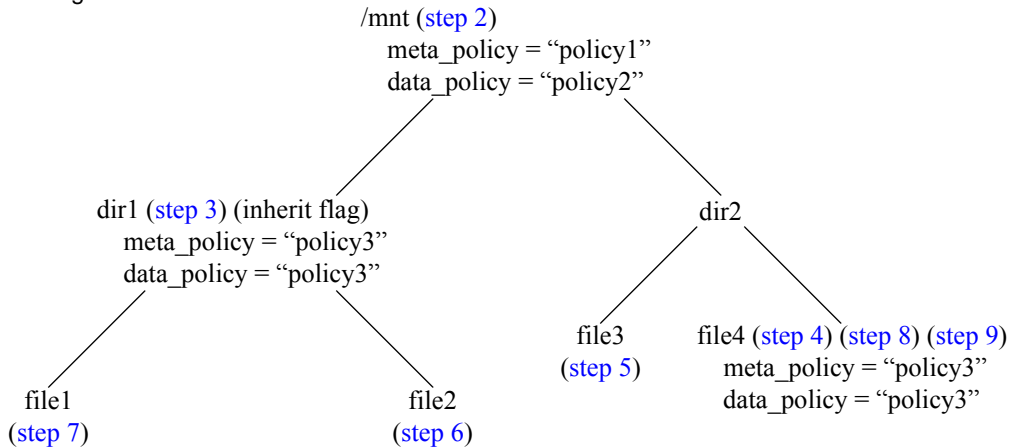 /mnt (step 2)
meta_policy = “policy1”
data_policy = “policy2”
dir1 (step 3) (inherit flag)
meta_policy = “policy3”
data_policy = “policy3”
dir2
file3
(step 5)
file4 (step 4) (step 8) (step 9)
meta_policy = “policy3”
data_policy = “policy3”
file1
(step 7)
file2
(step 6)